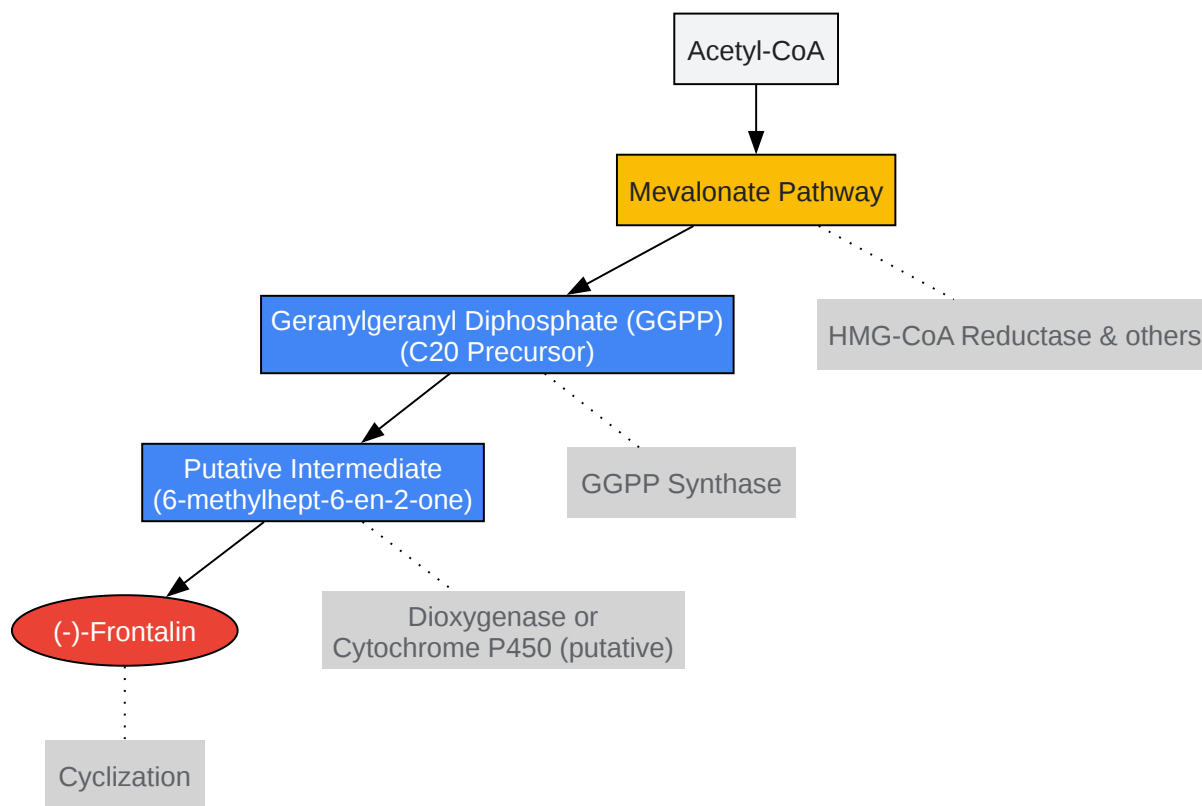 Acetyl-CoA
Mevalonate Pathway
Geranylgeranyl Diphosphate (GGPP)
(C20 Precursor)
HMG-CoA Reductase & others
Putative Intermediate
(6-methylhept-6-en-2-one)
GGPP Synthase
(-)-Frontalin
Dioxygenase or
Cytochrome P450 (putative)
Cyclization